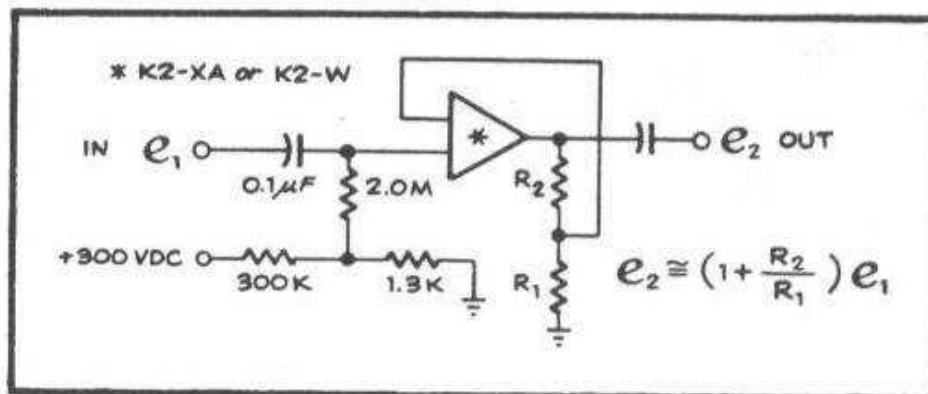 * K2-XA or K2-W
IN e₁
0.1μF
2.0M
+300 VDC
300K
1.3K
*
R₂
R₁
e₂ OUT
e₂ ≅ (1 + R₂/R₁) e₁